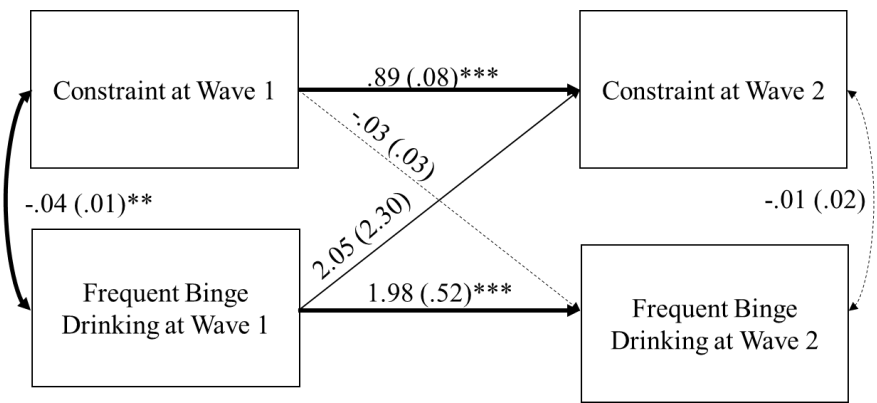 Constraint at Wave 1
.89 (.08)***
Constraint at Wave 2
-.03 (.03)
-.04 (.01)**
-.01 (.02)
2.05 (2.30)
Frequent Binge
Drinking at Wave 1
1.98 (.52)***
Frequent Binge
Drinking at Wave 2